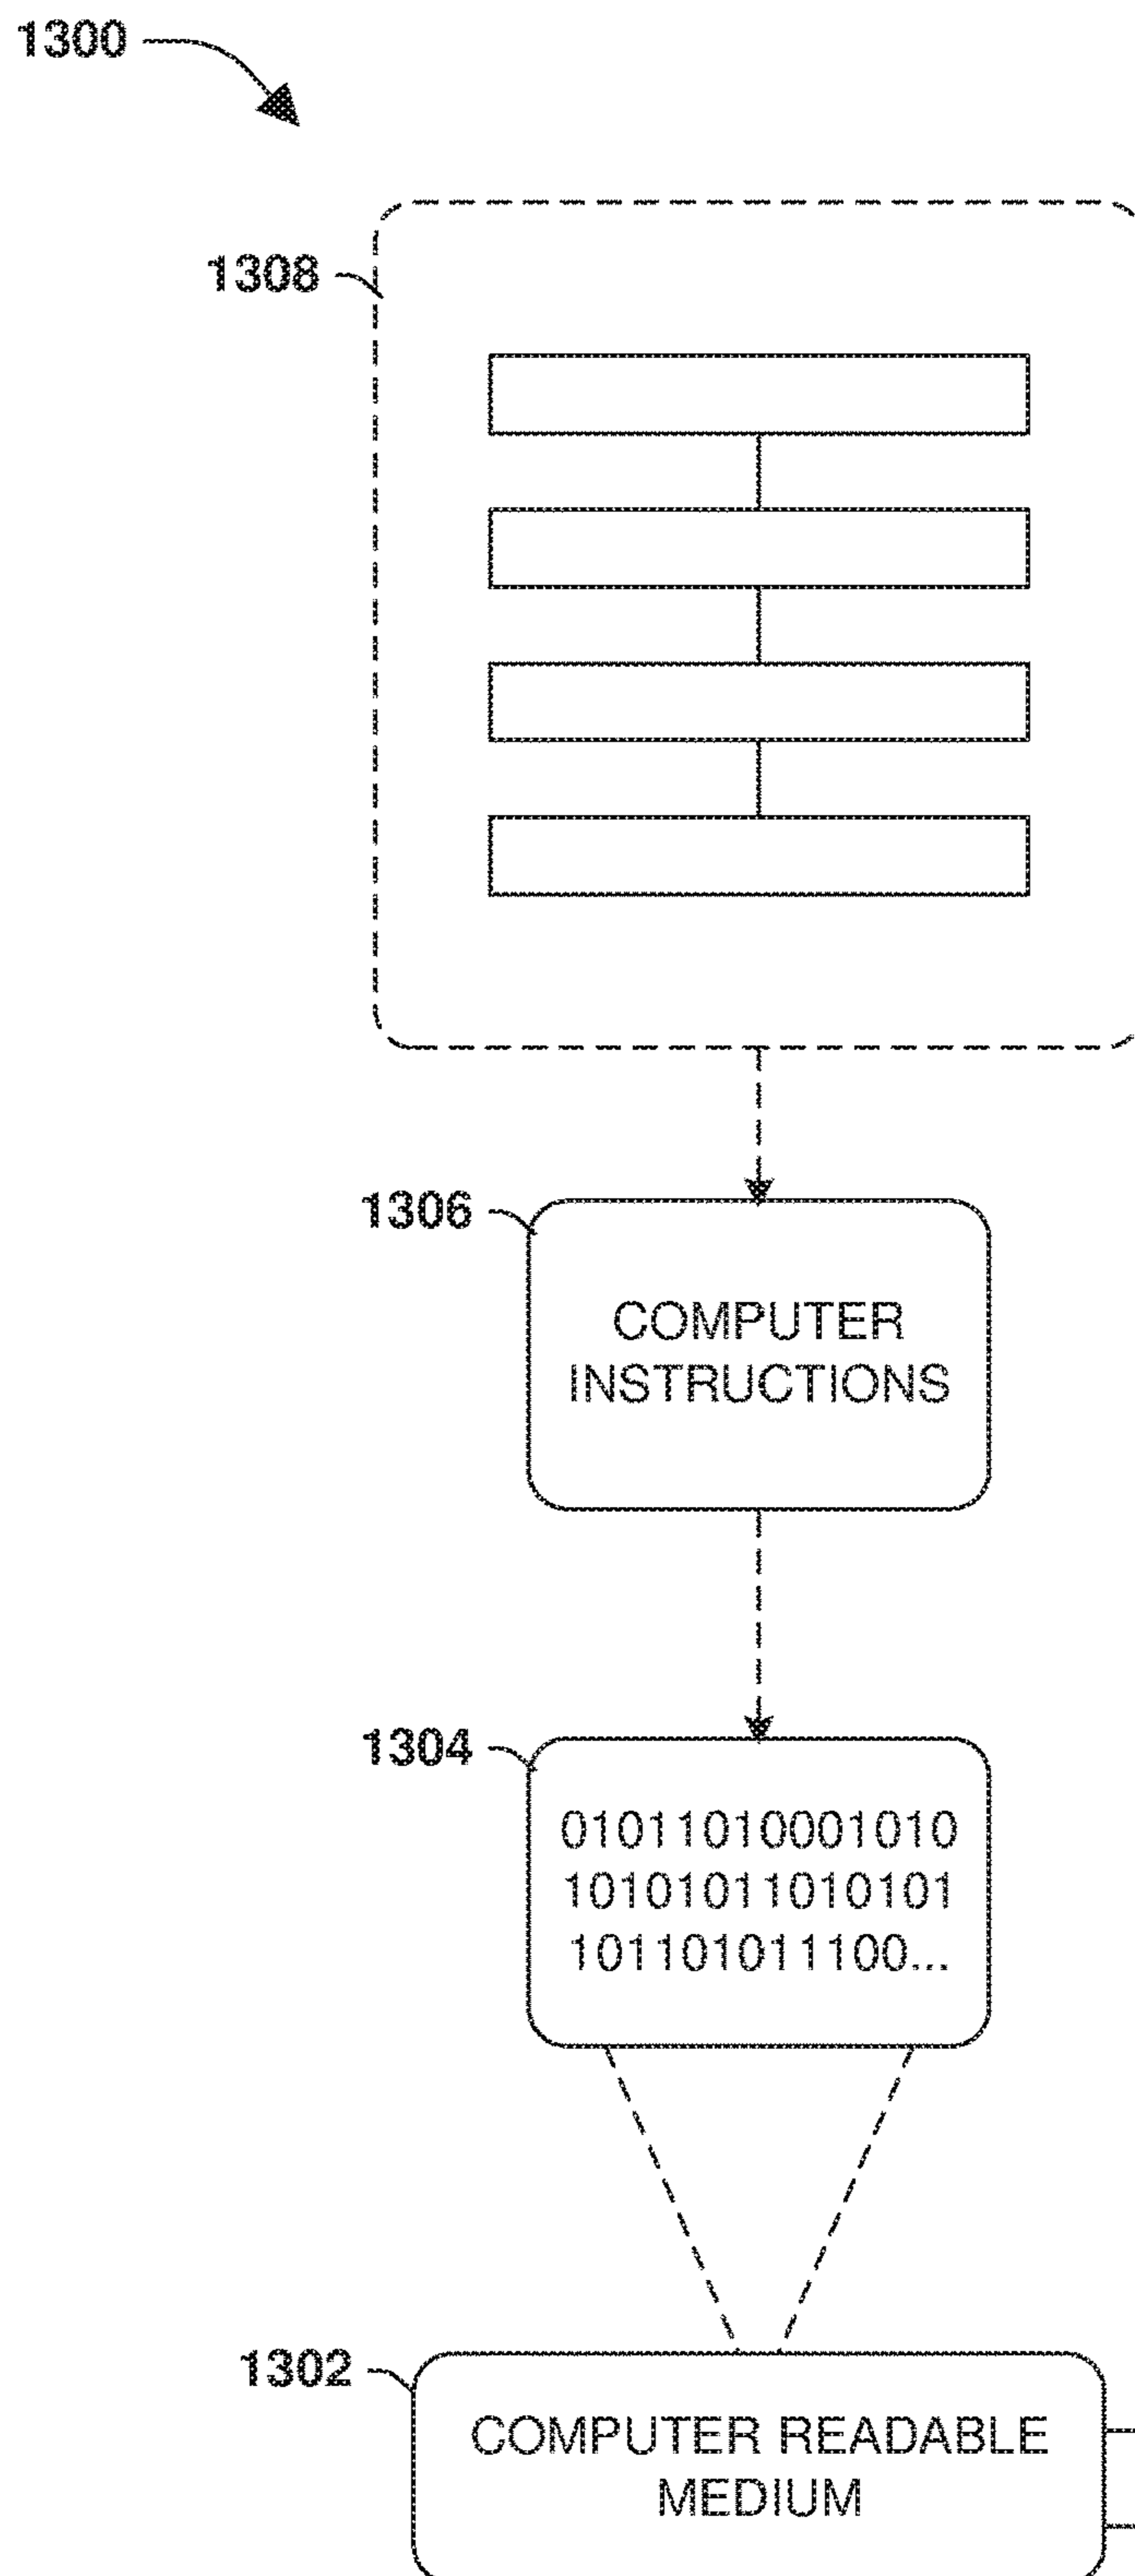 1300
1308
1306
COMPUTER
INSTRUCTIONS
1304
01011010001010
10101011010101
101101011100...
1302
COMPUTER READABLE
MEDIUM